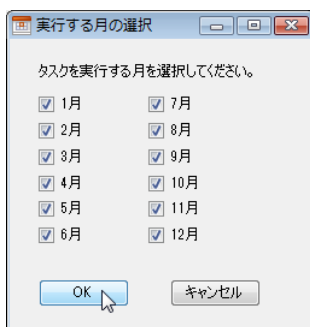 実行する月の選択
タスクを実行する月を選択してください。
1月 7月
2月 8月
3月 9月
4月 10月
5月 11月
6月 12月
OK キャンセル